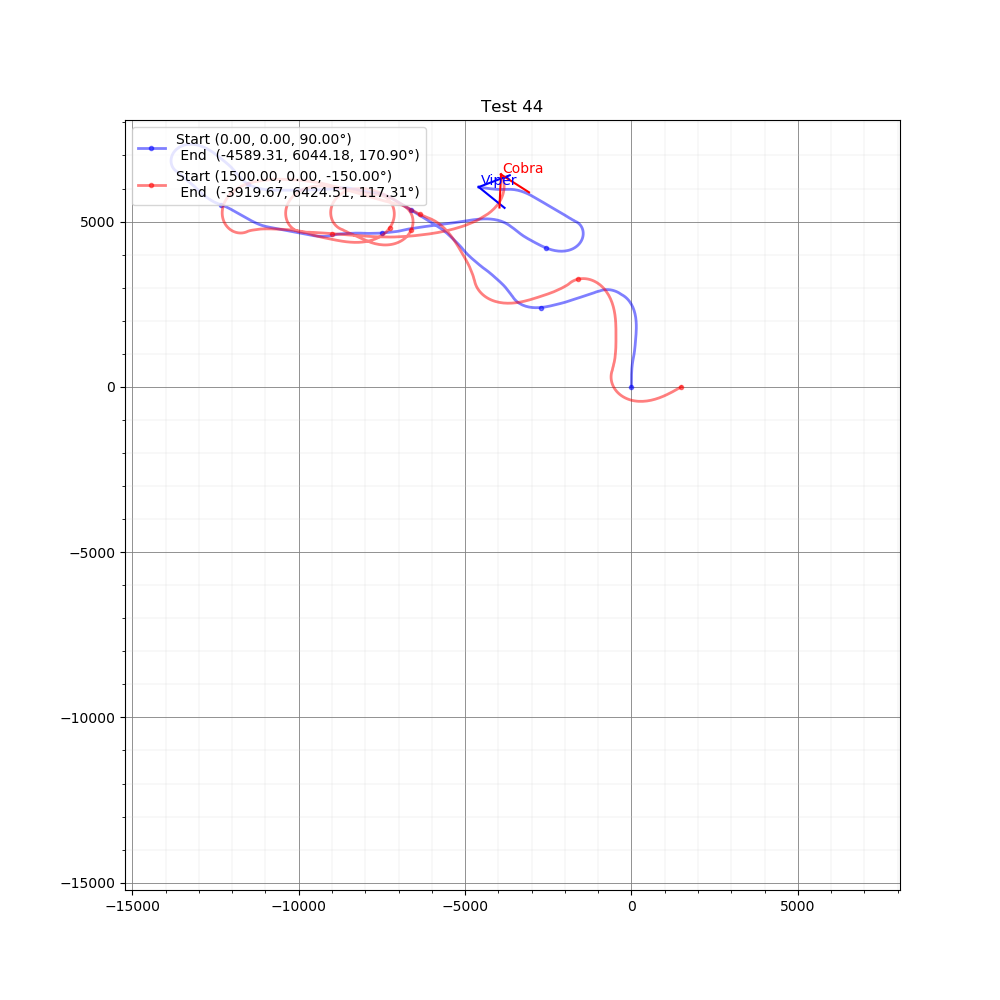 Test 44
Start (0.00, 0.00, 90.00°)
End (-4589.31, 6044.18, 170.90°)
Start (1500.00, 0.00, -150.00°)
End (-3919.67, 6424.51, 117.31°)
Cobra
Viper
5000
0
−5000
−10000
−15000
−15000
−10000
−5000
0
5000